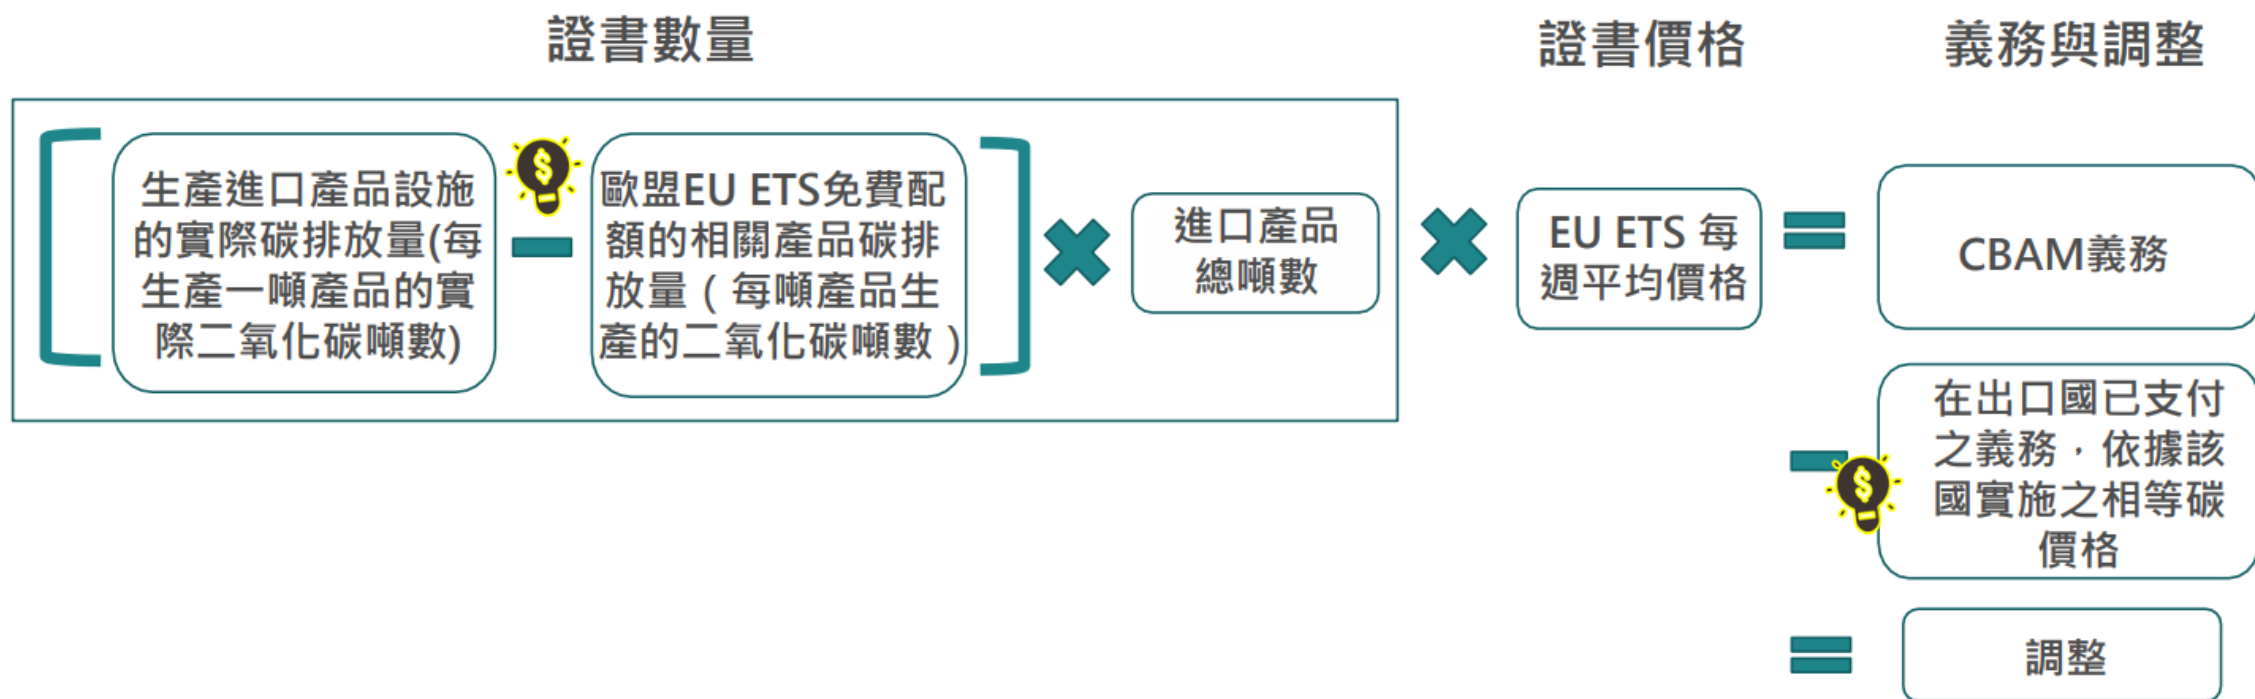 證書數量
證書價格
義務與調整
生產進口產品設施
的實際碳排放量(每
生產一噸產品的實
際二氧化碳噸數)
$
歐盟EU ETS免費配
額的相關產品碳排
放量（每噸產品生
產的二氧化碳噸數）
進口產品
總噸數
EU ETS 每
週平均價格
CBAM義務
在出口國已支付
之義務，依據該
國實施之相等碳
價格
$
調整